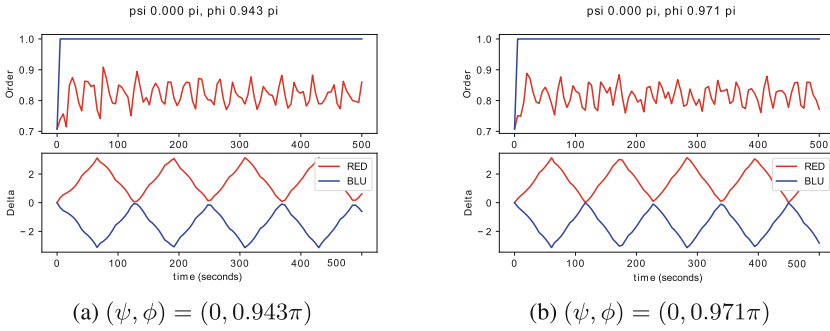 psi 0.000 pi, phi 0.943 pi
1.0
0.9
0.8
0.7
Order
0 100 200 300 400 500
2
0
−2
Delta
RED
BLU
0 100 200 300 400 500
time (seconds)
(a) (ψ, ϕ) = (0, 0.943π)
psi 0.000 pi, phi 0.971 pi
1.0
0.9
0.8
0.7
Order
0 100 200 300 400 500
2
0
−2
Delta
RED
BLU
0 100 200 300 400 500
time (seconds)
(b) (ψ, ϕ) = (0, 0.971π)